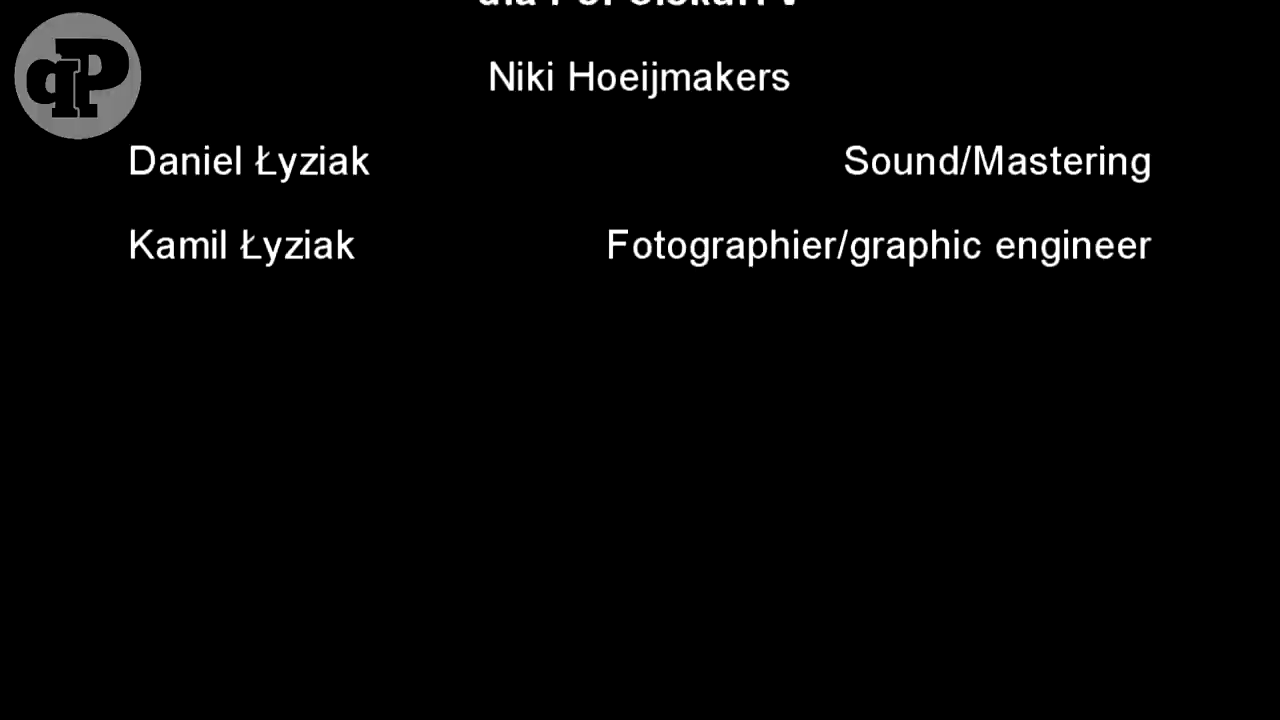 Niki Hoeijmakers
Daniel Łyziak Sound/Mastering
Kamil Łyziak Fotographier/graphic engineer